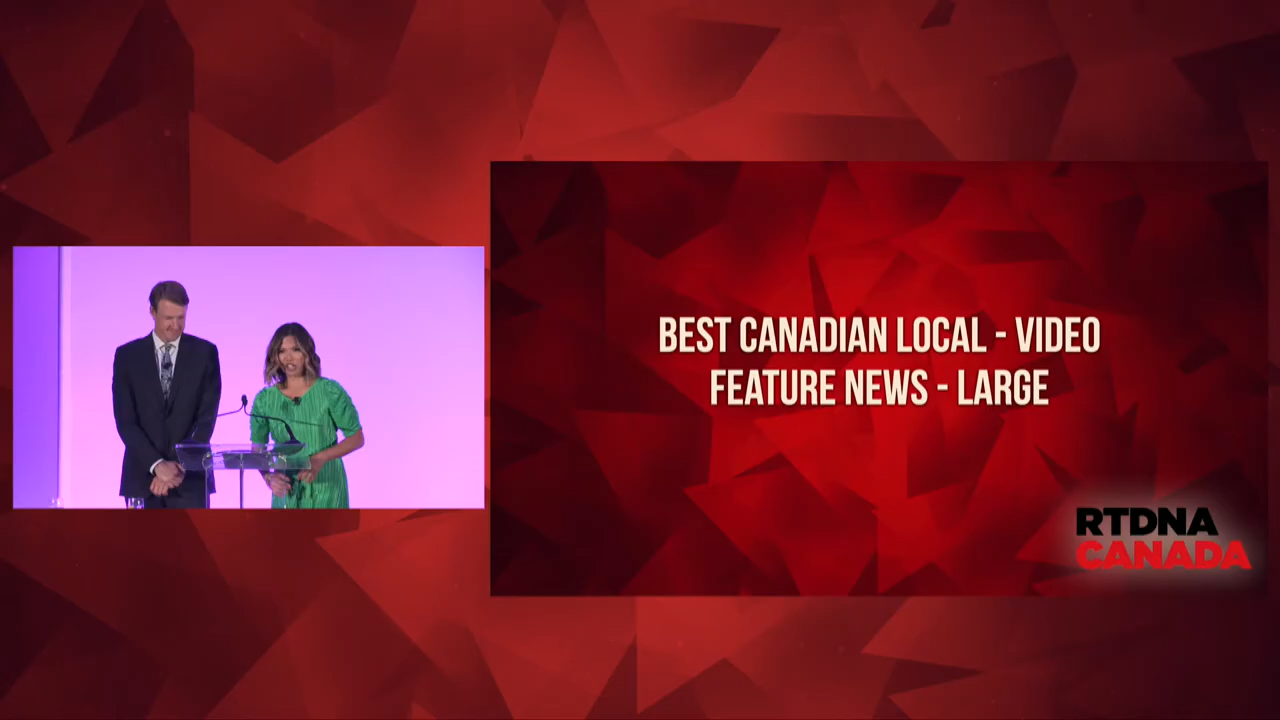 BEST CANADIAN LOCAL - VIDEO
FEATURE NEWS - LARGE
RTDNA
CANADA